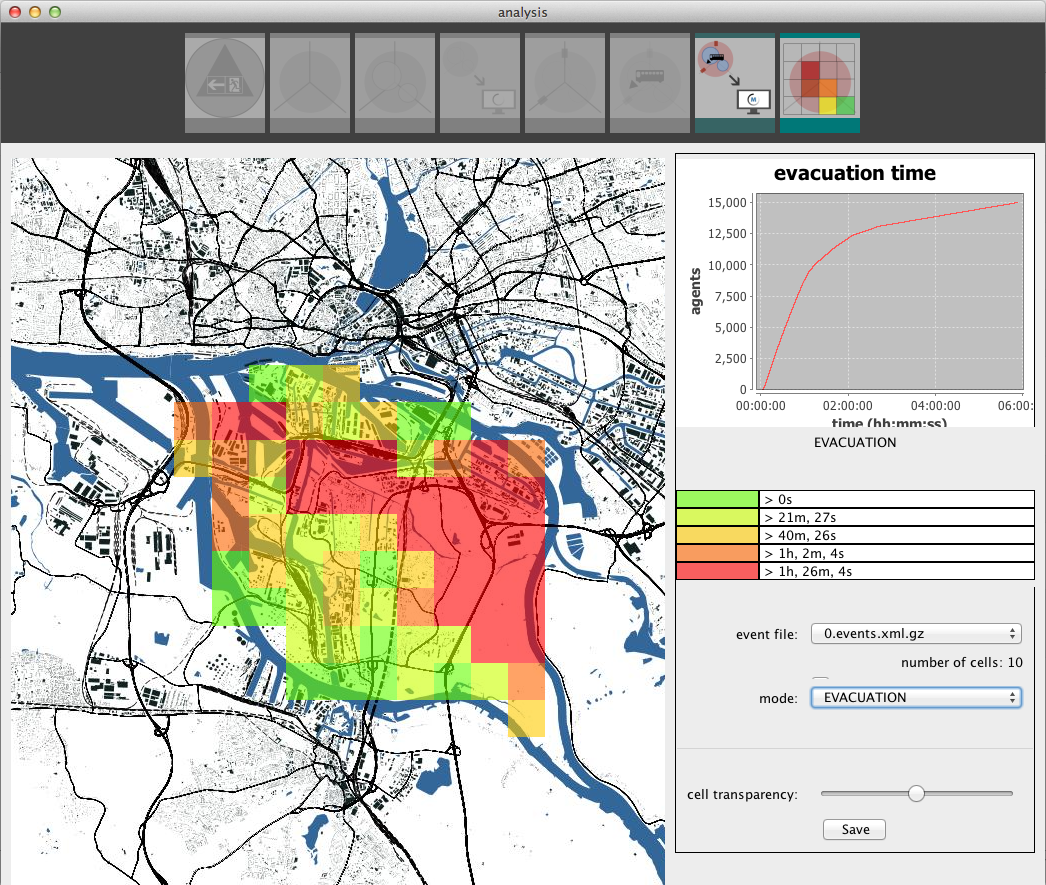 analysis
M
evacuation time
15,000
12,500
10,000
7,500
5,000
2,500
0
agents
00:00:00 02:00:00 04:00:00 06:00:
time (hh:mm:ss)
EVACUATION
> 0s
> 21m, 27s
> 40m, 26s
> 1h, 2m, 4s
> 1h, 26m, 4s
event file: 0.events.xml.gz
number of cells: 10
mode: EVACUATION
cell transparency:
Save